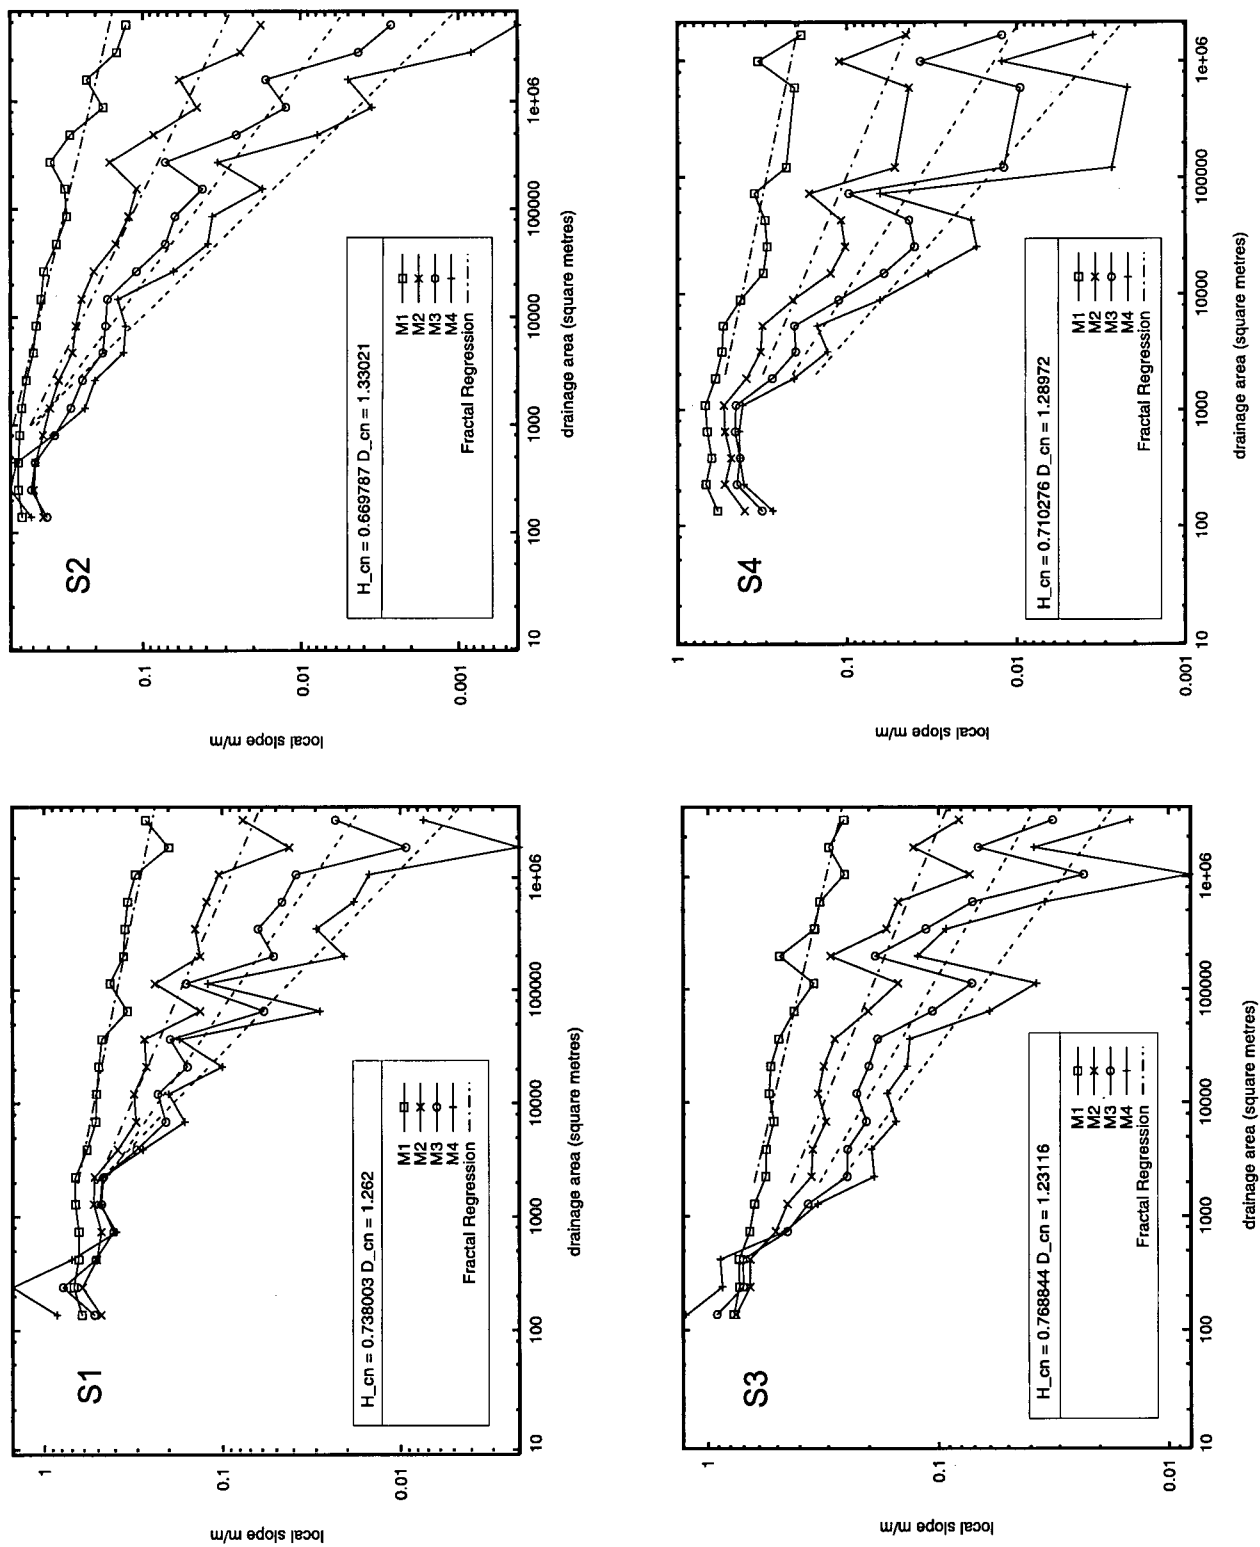 S1
H_cn = 0.738003 D_cn = 1.262
M1
M2
M3
M4
Fractal Regression
local slope m/m
1
0.1
0.01
10
100
1000
10000
100000
1e+06
drainage area (square metres)
S2
H_cn = 0.669787 D_cn = 1.33021
M1
M2
M3
M4
Fractal Regression
local slope m/m
0.1
0.01
0.001
10
100
1000
10000
100000
1e+06
drainage area (square metres)
S3
H_cn = 0.768844 D_cn = 1.23116
M1
M2
M3
M4
Fractal Regression
local slope m/m
1
0.1
0.01
10
100
1000
10000
100000
1e+06
drainage area (square metres)
S4
H_cn = 0.710276 D_cn = 1.28972
M1
M2
M3
M4
Fractal Regression
local slope m/m
1
0.1
0.01
0.001
10
100
1000
10000
100000
1e+06
drainage area (square metres)